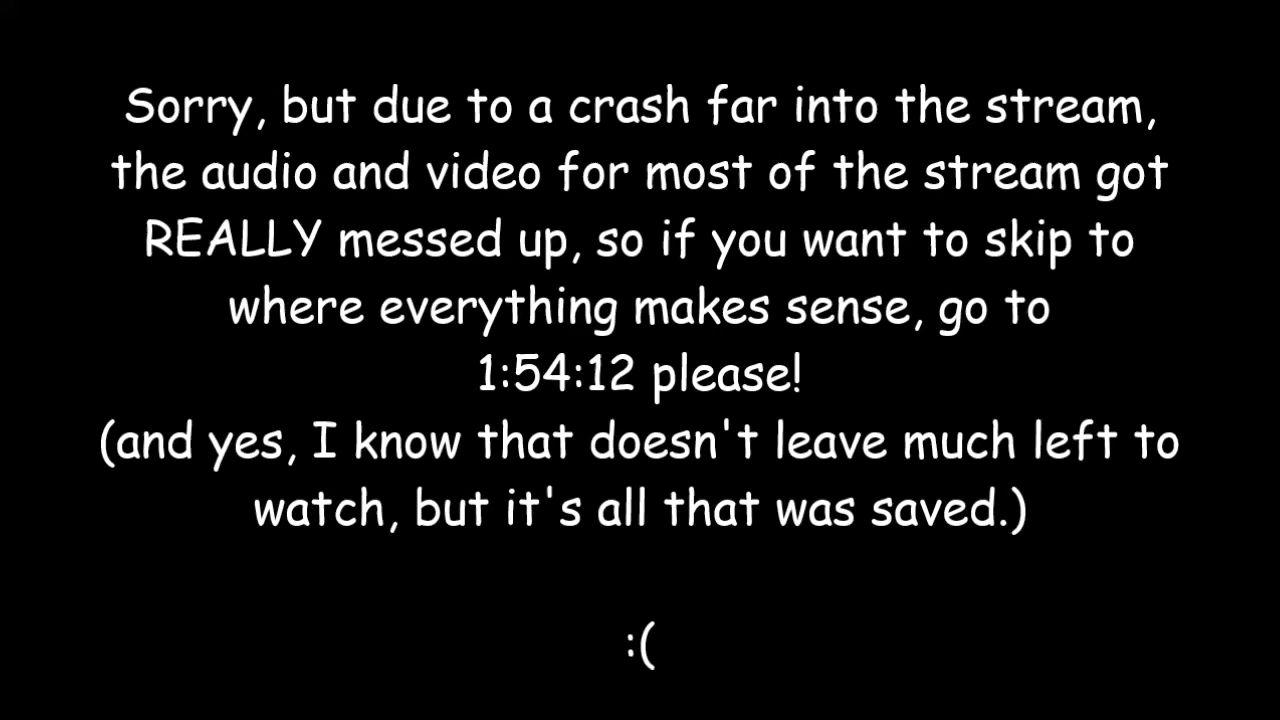 Sorry, but due to a crash far into the stream,
the audio and video for most of the stream got
REALLY messed up, so if you want to skip to
where everything makes sense, go to
1:54:12 please!
(and yes, I know that doesn't leave much left to
watch, but it's all that was saved.)
:(